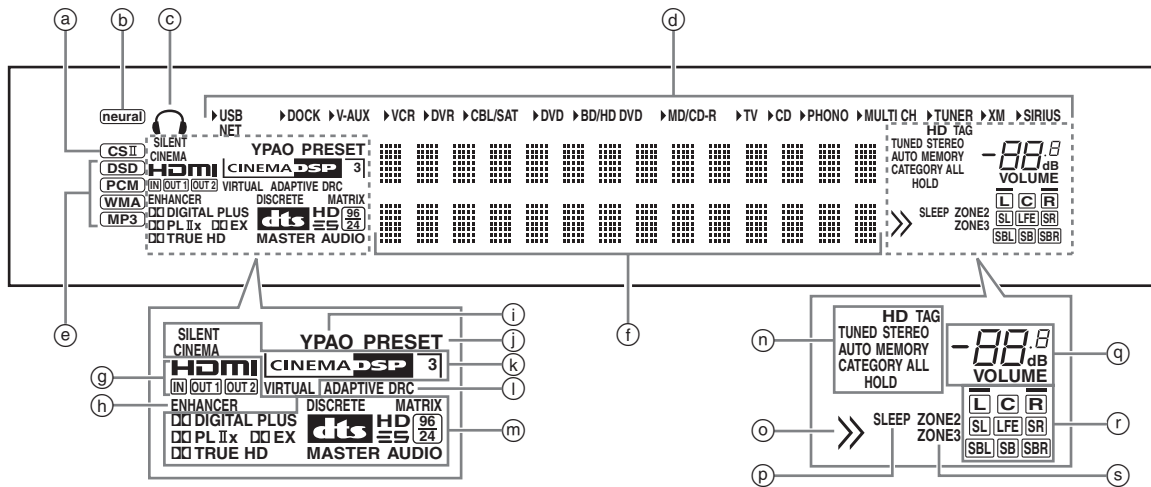 ⓐ ⓑ ⓒ ⓓ
neural ▶USB ▶DOCK ▶V-AUX ▶VCR ▶DVR ▶CBL/SAT ▶DVD ▶BD/HD DVD ▶MD/CD-R ▶TV ▶CD ▶PHONO ▶MULTI CH ▶TUNER ▶XM ▶SIRIUS
NET
CSⅡ
DSD
PCM
WMA
MP3
SILENT
CINEMA
YPAO PRESET
HDMI CINEMA DSP 3
IN OUT 1 OUT 2 VIRTUAL ADAPTIVE DRC
ENHANCER DISCRETE MATRIX
DIGITAL PLUS dts HD 96
PL Ⅱx EX ES 24
TRUE HD MASTER AUDIO
HD TAG
TUNED STEREO
AUTO MEMORY
CATEGORY ALL
HOLD
-88.8 dB
VOLUME
L C R
SLEEP ZONE2 SL LFE SR
ZONE3 SBL SB SBR
ⓔ ⓕ
SILENT
CINEMA
YPAO PRESET ⓘ ⓙ
ⓖ HDMI CINEMA DSP 3 ⓚ
IN OUT 1 OUT 2 VIRTUAL ADAPTIVE DRC ⓛ
ⓗ ENHANCER DISCRETE MATRIX
DIGITAL PLUS dts HD 96
PL Ⅱx EX ES 24 ⓜ
TRUE HD MASTER AUDIO
HD TAG
ⓝ TUNED STEREO
AUTO MEMORY
CATEGORY ALL
HOLD
-88.8 dB ⓠ
VOLUME
L C R
ⓞ SLEEP ZONE2 SL LFE SR ⓡ
ZONE3 SBL SB SBR
ⓟ ⓢ